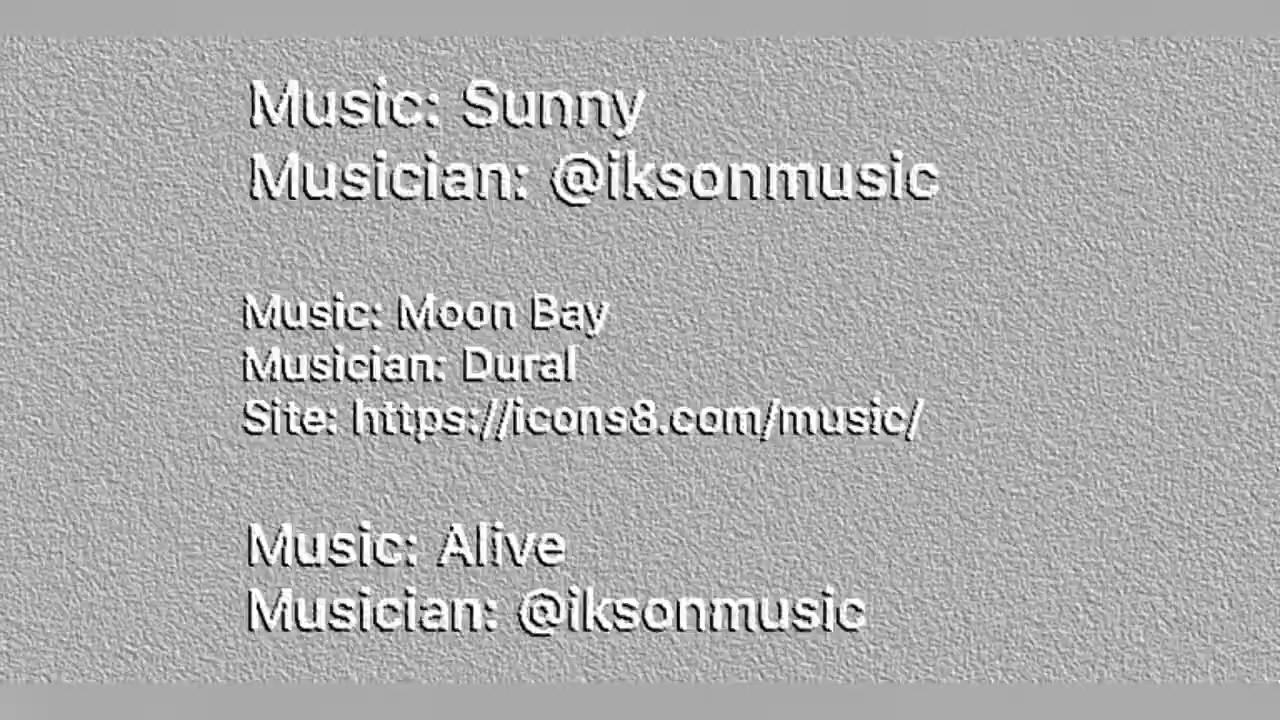 Music: Sunny
Musician: @iksonmusic
Music: Moon Bay
Musician: Dural
Site: https://icons8.com/music/
Music: Alive
Musician: @iksonmusic